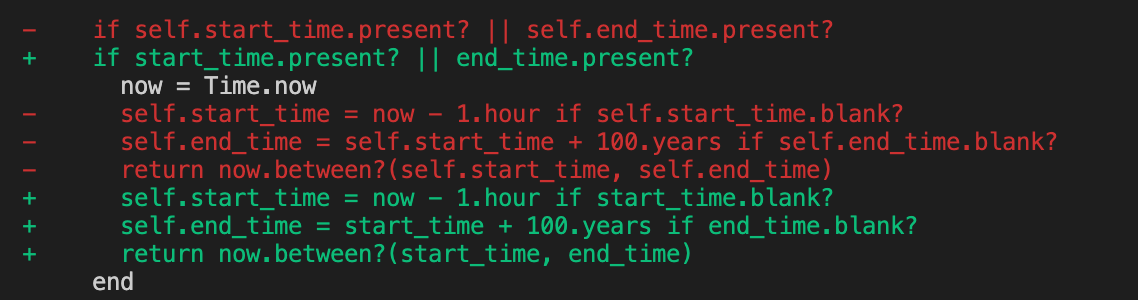 -    if self.start_time.present? || self.end_time.present?
+    if start_time.present? || end_time.present?
       now = Time.now
-      self.start_time = now - 1.hour if self.start_time.blank?
-      self.end_time = self.start_time + 100.years if self.end_time.blank?
-      return now.between?(self.start_time, self.end_time)
+      self.start_time = now - 1.hour if start_time.blank?
+      self.end_time = start_time + 100.years if end_time.blank?
+      return now.between?(start_time, end_time)
     end